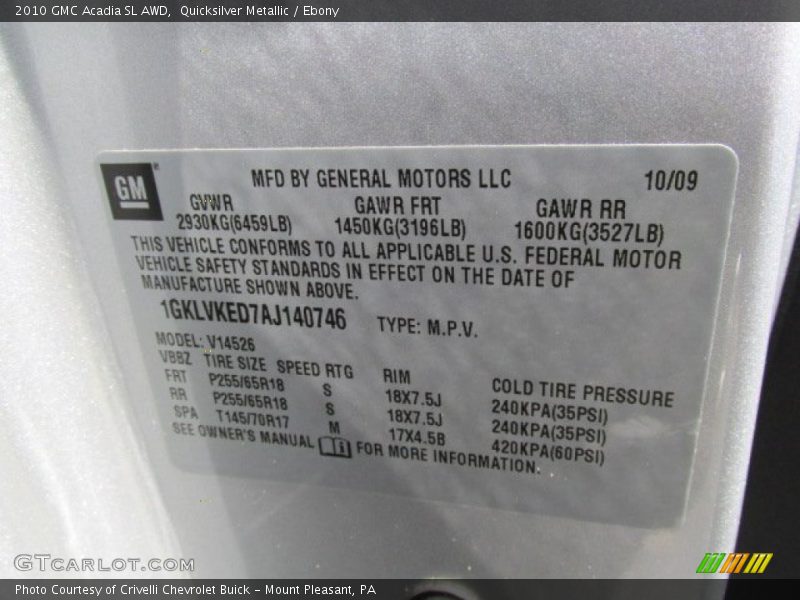 2010 GMC Acadia SL AWD,  Quicksilver Metallic / Ebony
GM
MFD BY GENERAL MOTORS LLC 10/09
GVWR GAWR FRT GAWR RR
2930KG(6459LB) 1450KG(3196LB) 1600KG(3527LB)
THIS VEHICLE CONFORMS TO ALL APPLICABLE U.S. FEDERAL MOTOR
VEHICLE SAFETY STANDARDS IN EFFECT ON THE DATE OF
MANUFACTURE SHOWN ABOVE.
1GKLVKED7AJ140746 TYPE: M.P.V.
MODEL: V14526
VBBZ TIRE SIZE SPEED RTG RIM COLD TIRE PRESSURE
FRT P255/65R18 S 18X7.5J 240KPA(35PSI)
RR P255/65R18 S 18X7.5J 240KPA(35PSI)
SPA T145/70R17 M 17X4.5B 420KPA(60PSI)
SEE OWNER'S MANUAL FOR MORE INFORMATION.
GTCARLOT.COM
Photo Courtesy of Crivelli Chevrolet Buick - Mount Pleasant, PA